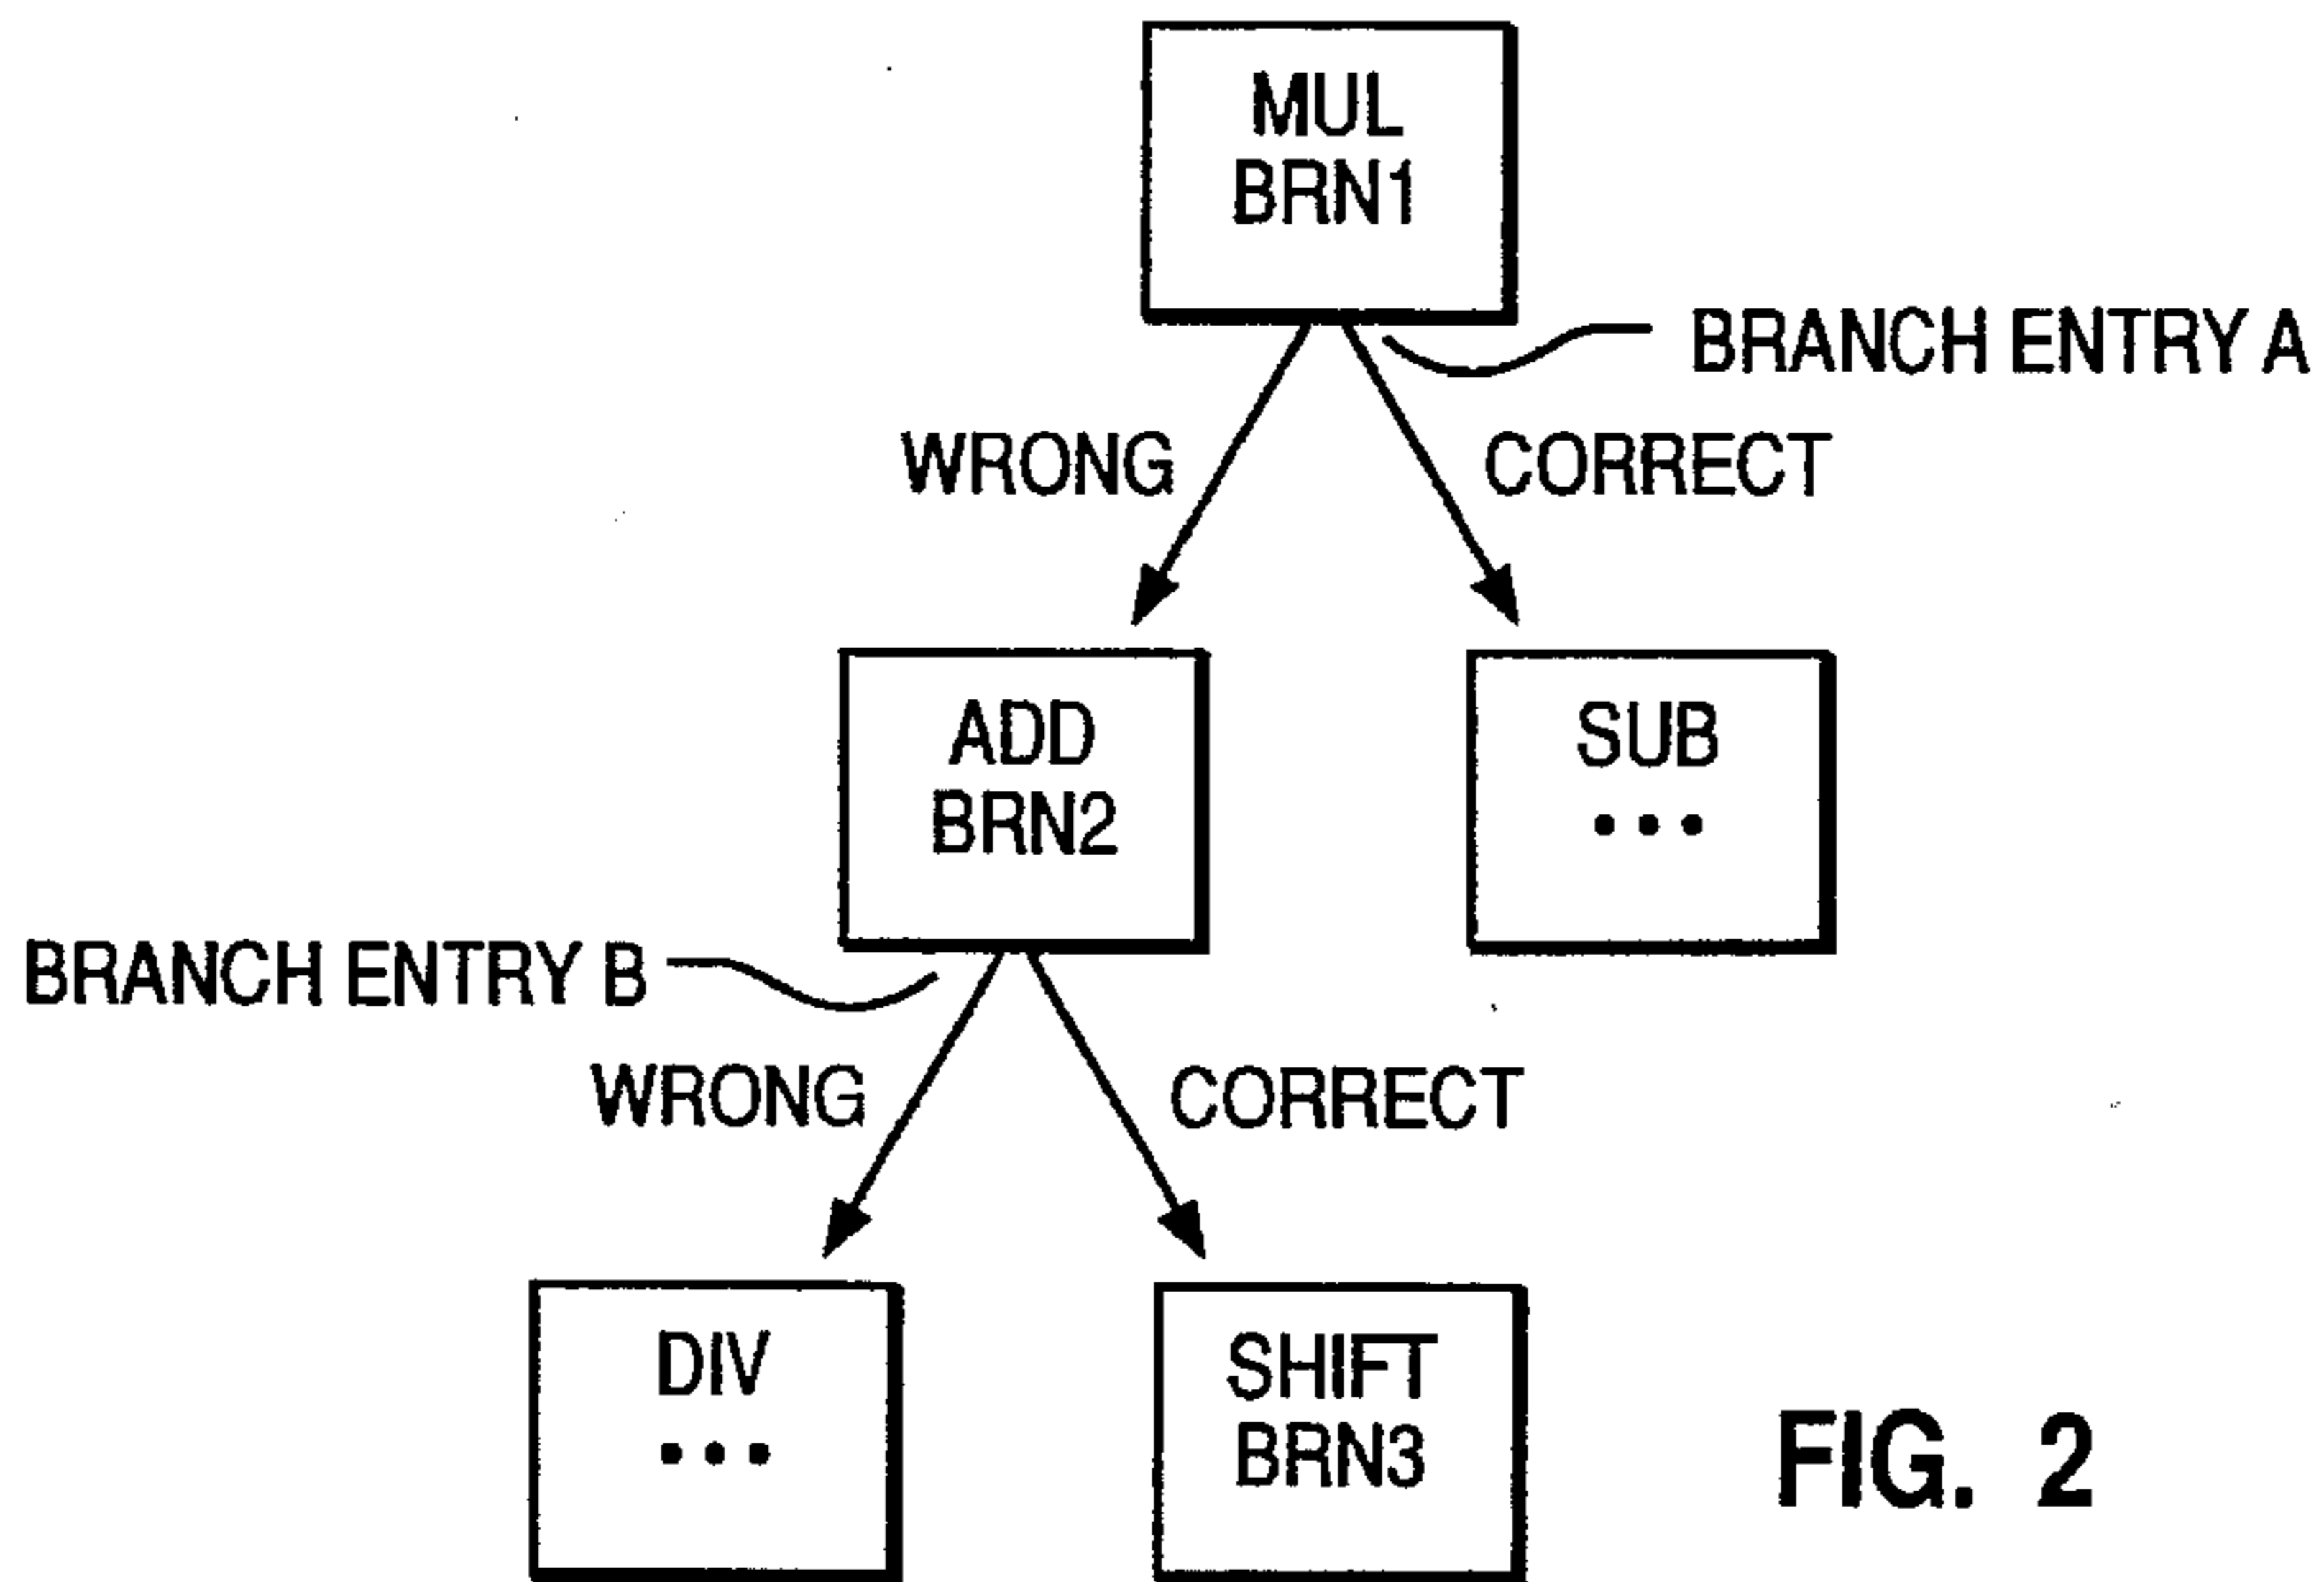 MUL
BRN1
BRANCH ENTRY A
WRONG
CORRECT
ADD
BRN2
SUB
•••
BRANCH ENTRY B
WRONG
CORRECT
DIV
•••
SHIFT
BRN3
FIG. 2